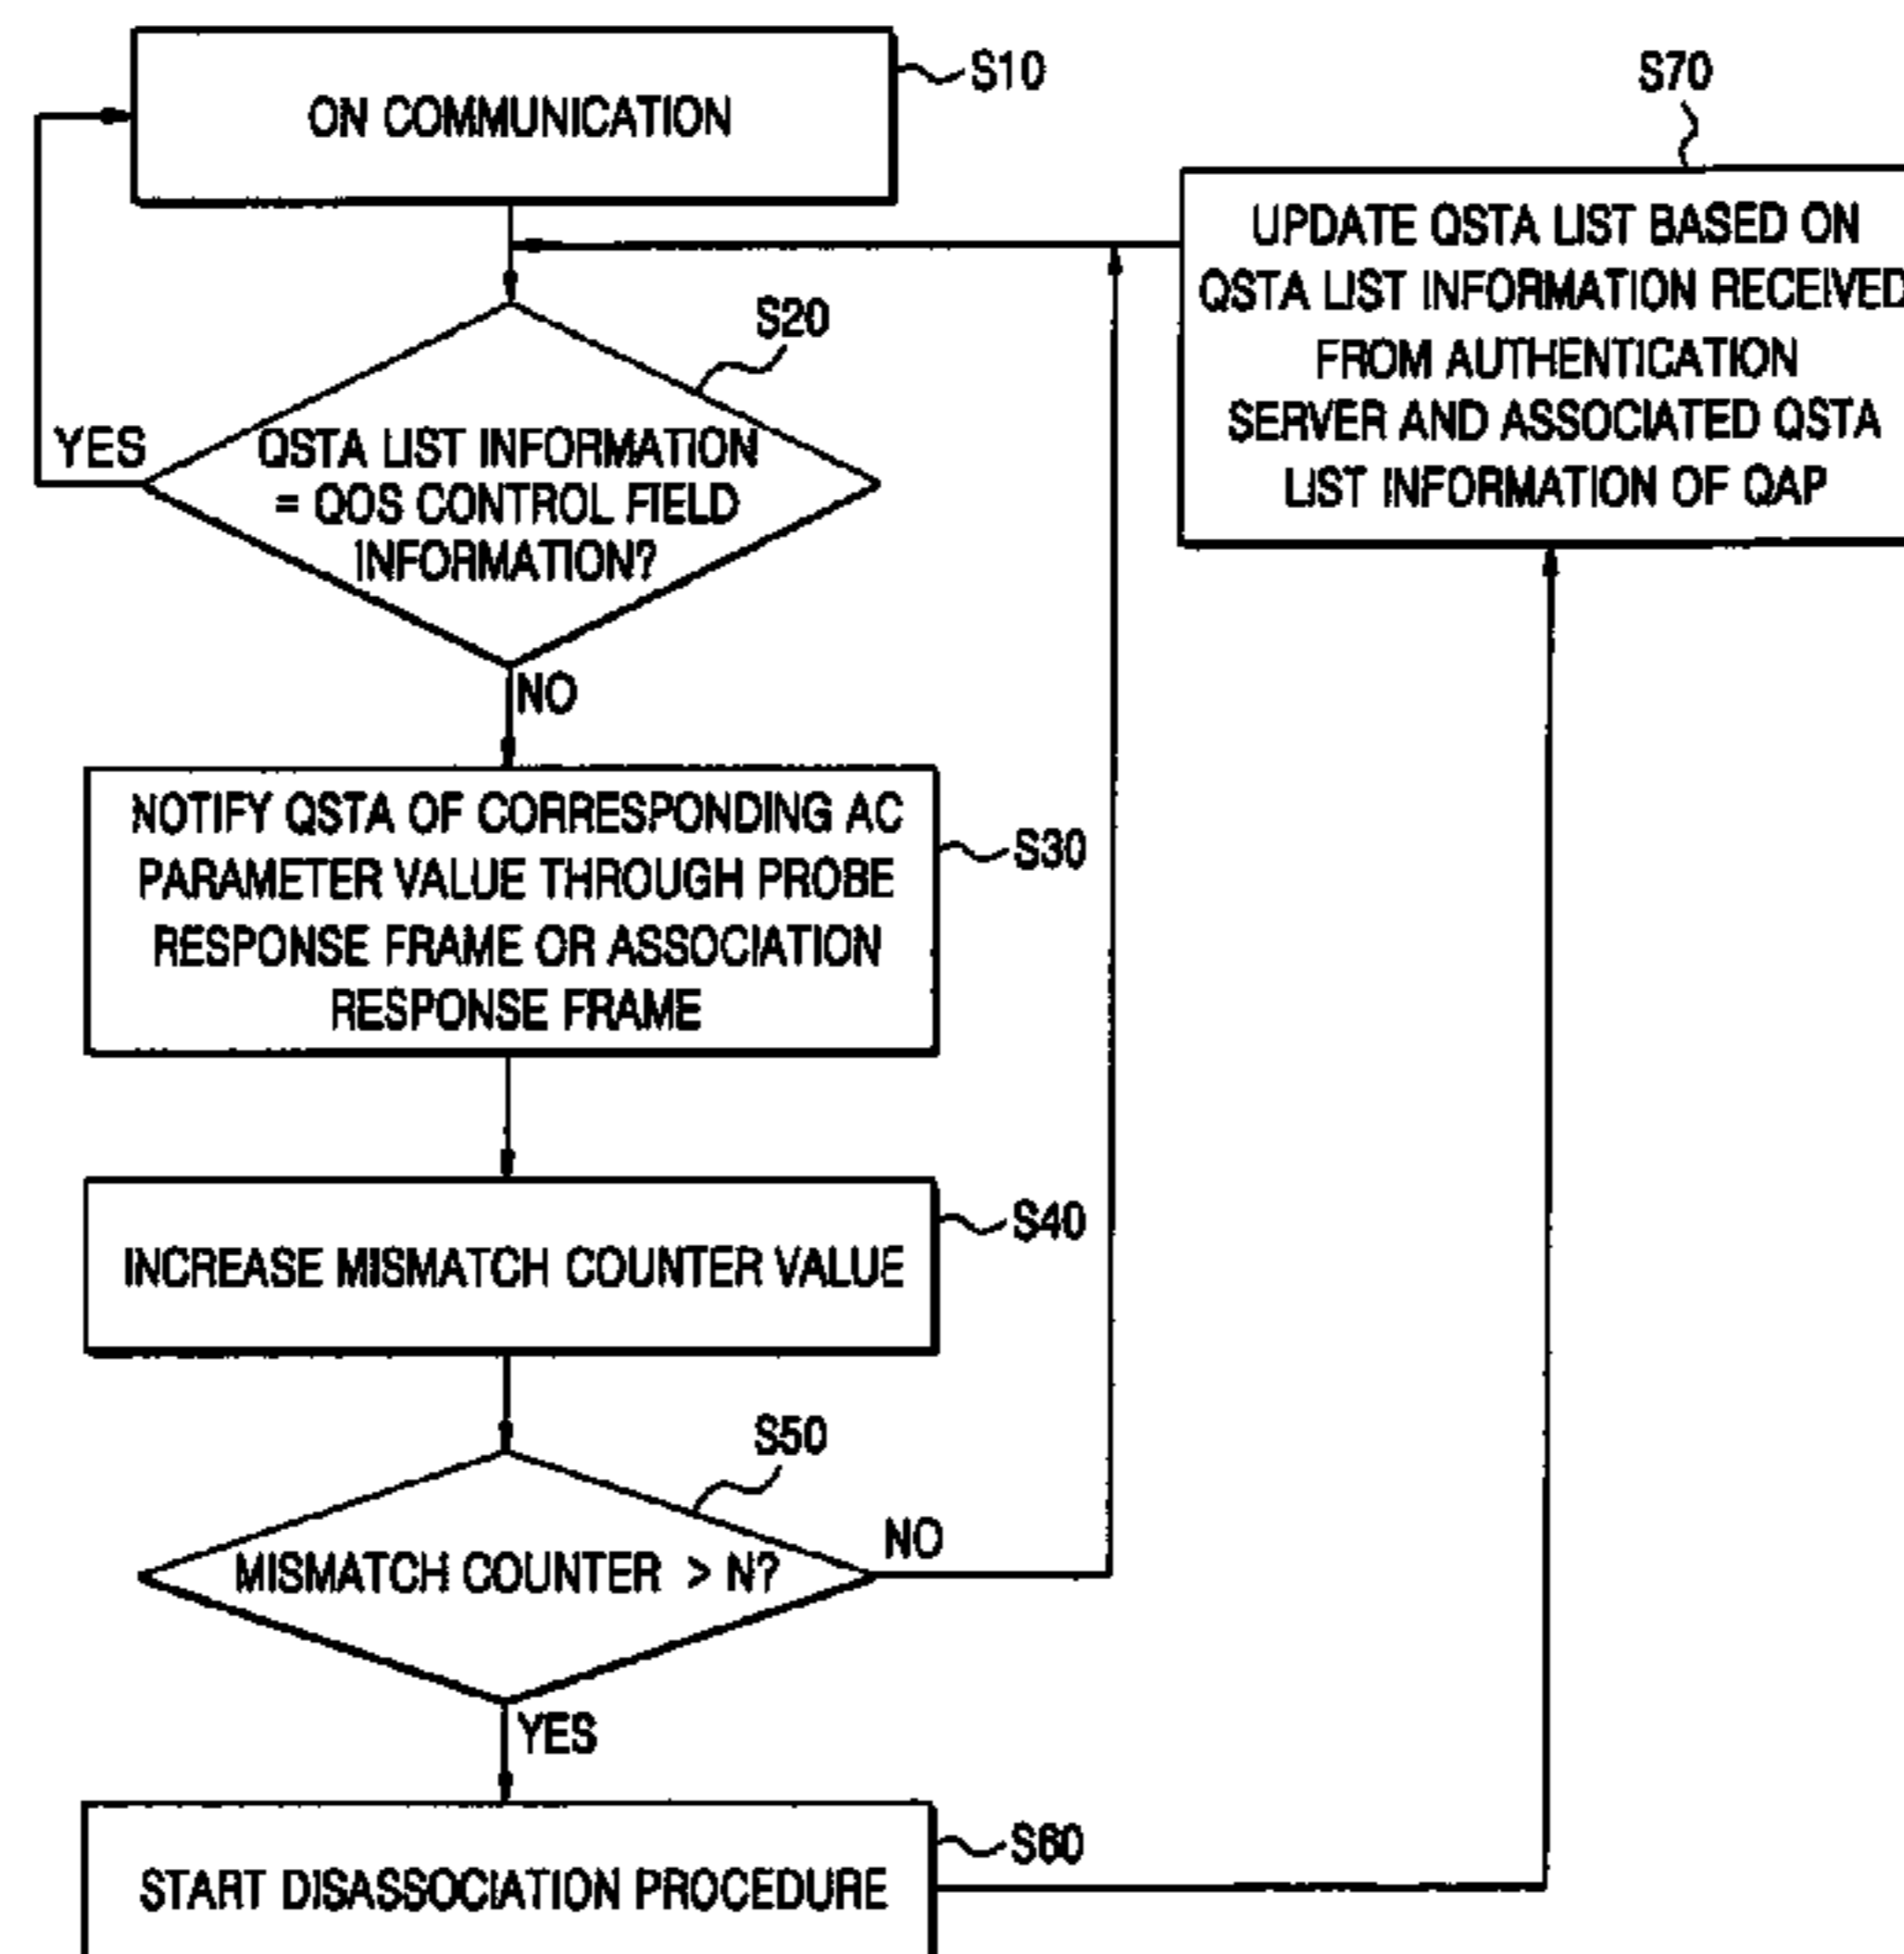 ON COMMUNICATION
S10
S70
UPDATE QSTA LIST BASED ON
QSTA LIST INFORMATION RECEIVED
FROM AUTHENTICATION
SERVER AND ASSOCIATED QSTA
LIST INFORMATION OF QAP
S20
YES
QSTA LIST INFORMATION
= QOS CONTROL FIELD
INFORMATION?
NO
NOTIFY QSTA OF CORRESPONDING AC
PARAMETER VALUE THROUGH PROBE
RESPONSE FRAME OR ASSOCIATION
RESPONSE FRAME
S30
INCREASE MISMATCH COUNTER VALUE
S40
S50
MISMATCH COUNTER > N?
NO
YES
START DISASSOCIATION PROCEDURE
S60